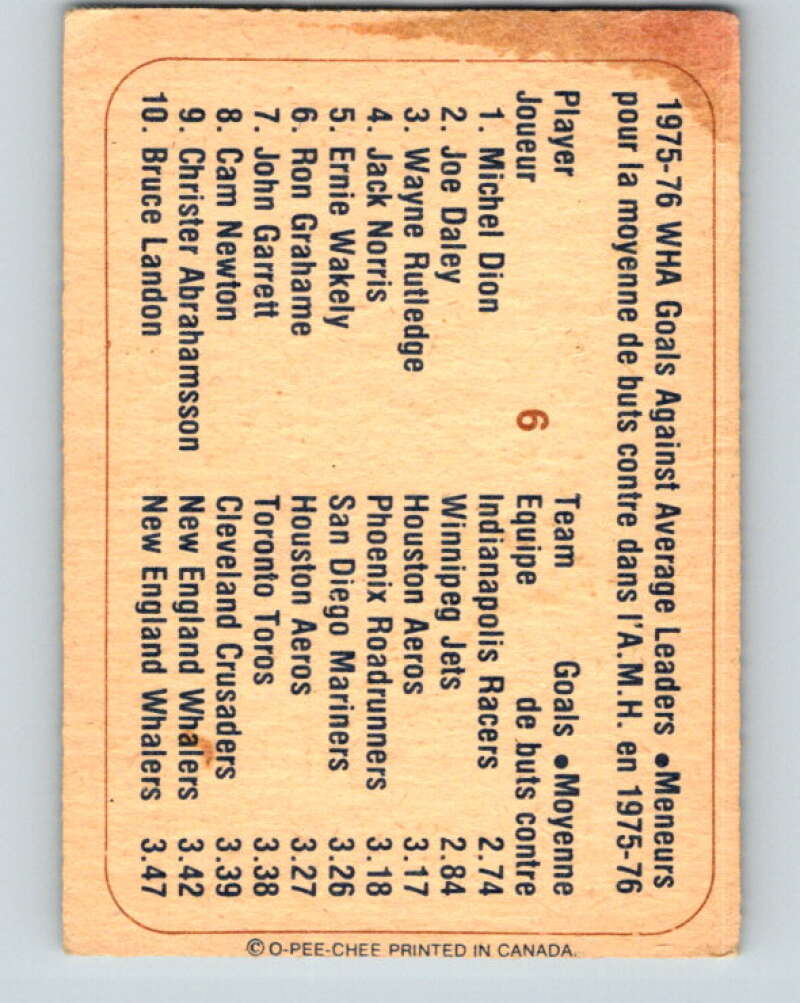 1975-76 WHA Goals Against Average Leaders •Meneurs
pour la moyenne de buts contre dans l'A.M.H. en 1975-76
Player Team Goals •Moyenne
Joueur 6 Equipe de buts contre
1. Michel Dion Indianapolis Racers 2.74
2. Joe Daley Winnipeg Jets 2.84
3. Wayne Rutledge Houston Aeros 3.17
4. Jack Norris Phoenix Roadrunners 3.18
5. Ernie Wakely San Diego Mariners 3.26
6. Ron Grahame Houston Aeros 3.27
7. John Garrett Toronto Toros 3.38
8. Cam Newton Cleveland Crusaders 3.39
9. Christer Abrahamsson New England Whalers 3.42
10. Bruce Landon New England Whalers 3.47
© O-PEE-CHEE PRINTED IN CANADA.